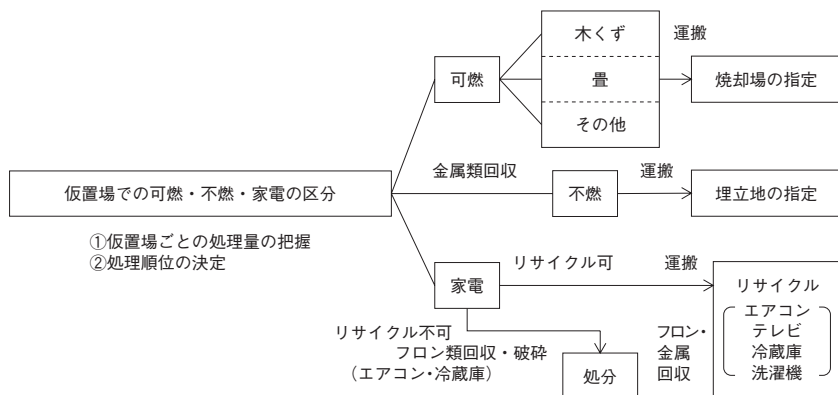 木くず
運搬
可燃
畳
焼却場の指定
その他
仮置場での可燃・不燃・家電の区分
金属類回収
不燃
運搬
埋立地の指定
①仮置場ごとの処理量の把握
②処理順位の決定
家電
リサイクル可
運搬
リサイクル
エアコン
テレビ
冷蔵庫
洗濯機
リサイクル不可
フロン類回収・破砕
（エアコン・冷蔵庫）
処分
フロン・
金属
回収